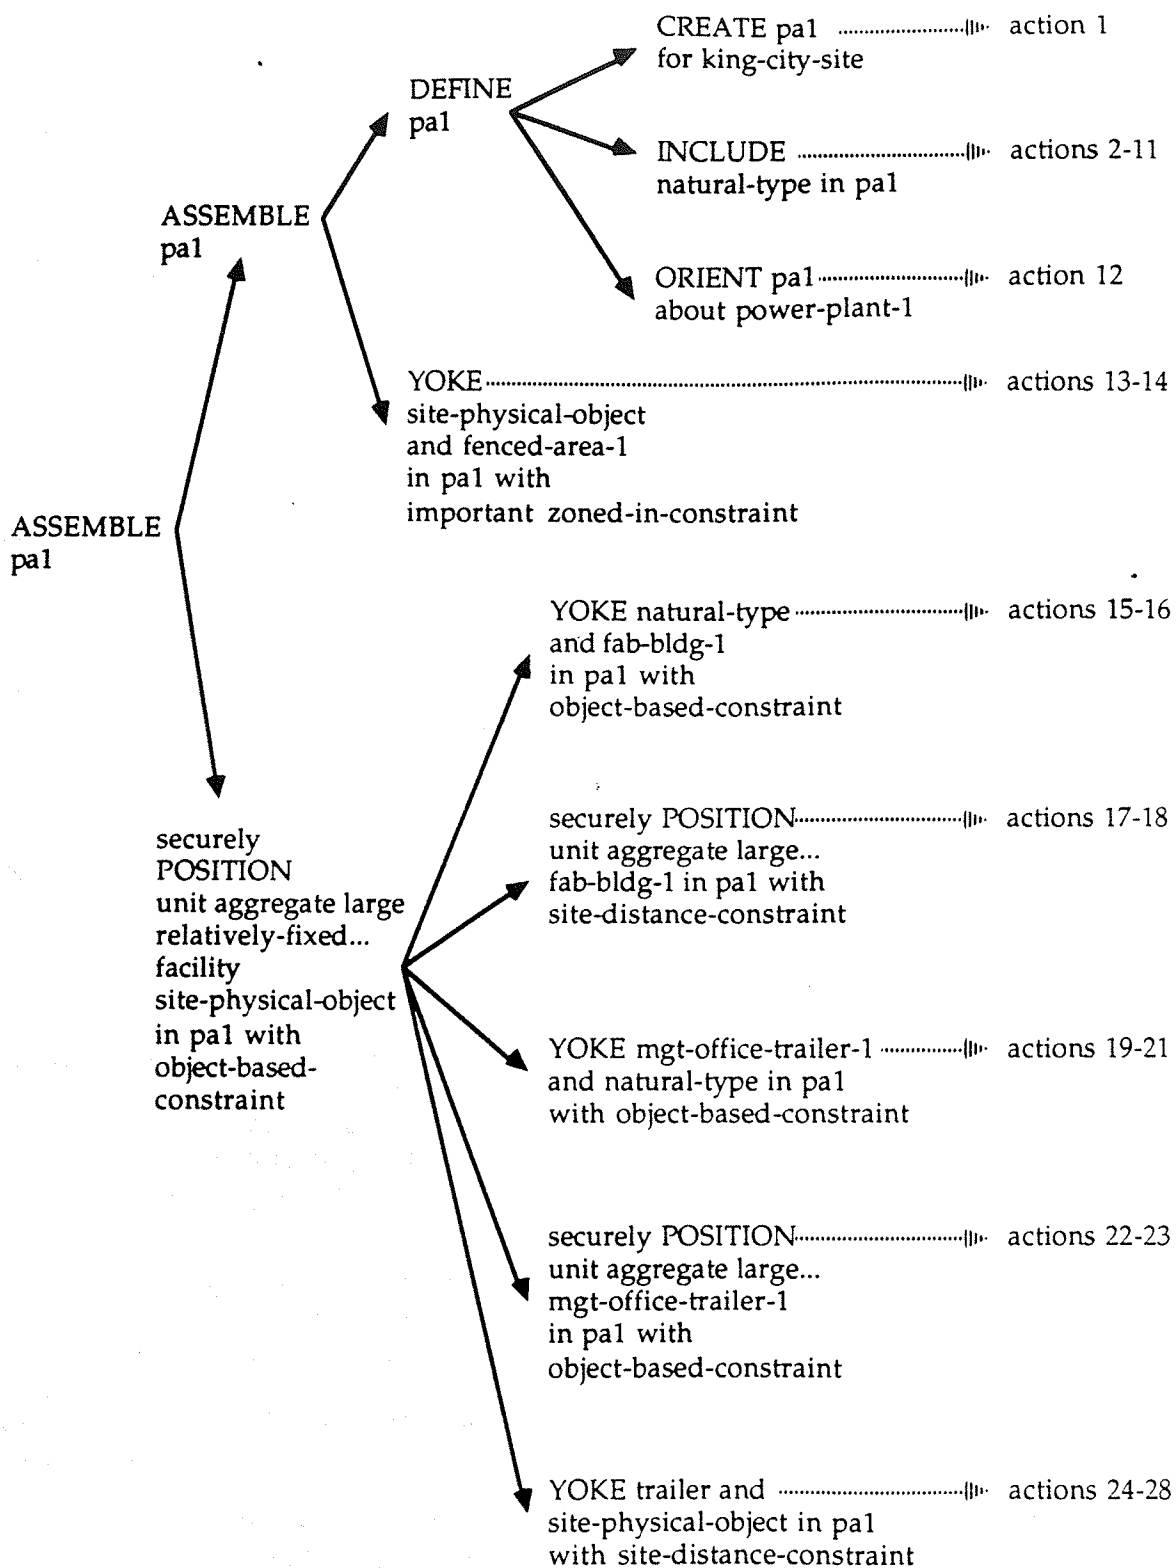 CREATE pa1 action 1
for king-city-site
DEFINE
pa1
INCLUDE actions 2-11
natural-type in pa1
ASSEMBLE
pa1
ORIENT pa1 action 12
about power-plant-1
YOKE actions 13-14
site-physical-object
and fenced-area-1
in pa1 with
important zoned-in-constraint
ASSEMBLE
pa1
YOKE natural-type actions 15-16
and fab-bldg-1
in pa1 with
object-based-constraint
securely POSITION actions 17-18
unit aggregate large...
fab-bldg-1 in pa1 with
site-distance-constraint
securely
POSITION
unit aggregate large
relatively-fixed...
facility
site-physical-object
in pa1 with
object-based-
constraint
YOKE mgt-office-trailer-1 actions 19-21
and natural-type in pa1
with object-based-constraint
securely POSITION actions 22-23
unit aggregate large...
mgt-office-trailer-1
in pa1 with
object-based-constraint
YOKE trailer and actions 24-28
site-physical-object in pa1
with site-distance-constraint